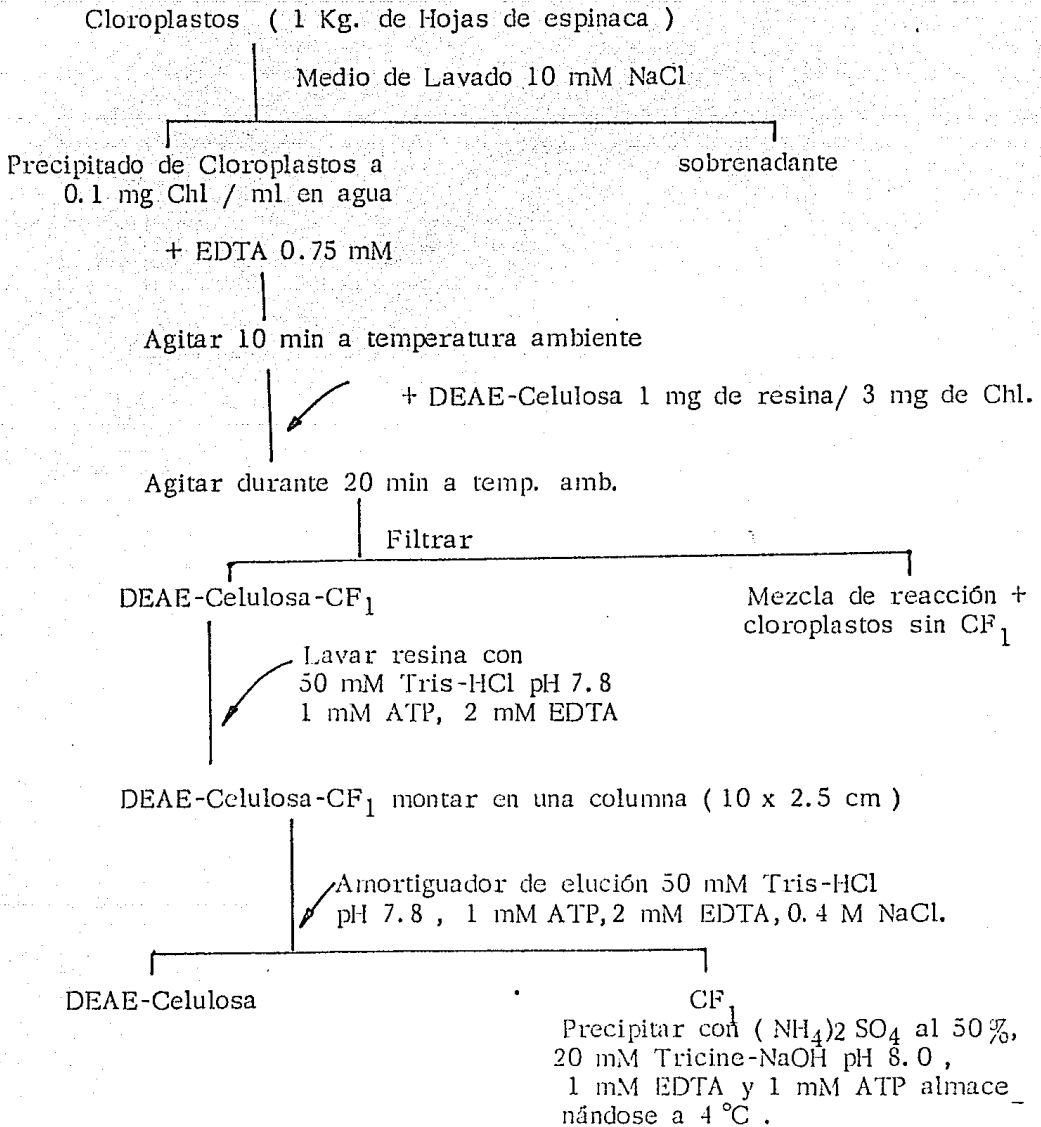 Cloroplastos ( 1 Kg. de Hojas de espinaca )
Medio de Lavado 10 mM NaCl
Precipitado de Cloroplastos a
0.1 mg Chl / ml en agua
sobrenadante
+ EDTA 0.75 mM
Agitar 10 min a temperatura ambiente
+ DEAE-Celulosa 1 mg de resina/ 3 mg de Chl.
Agitar durante 20 min a temp. amb.
Filtrar
DEAE-Celulosa-CF1
Mezcla de reacción +
cloroplastos sin CF1
Lavar resina con
50 mM Tris-HCl pH 7.8
1 mM ATP, 2 mM EDTA
DEAE-Celulosa-CF1 montar en una columna ( 10 x 2.5 cm )
Amortiguador de elución 50 mM Tris-HCl
pH 7.8 , 1 mM ATP, 2 mM EDTA, 0.4 M NaCl.
DEAE-Celulosa
CF1
Precipitar con ( NH4)2 SO4 al 50 %,
20 mM Tricine-NaOH pH 8.0 ,
1 mM EDTA y 1 mM ATP almace_
nándose a 4 °C .